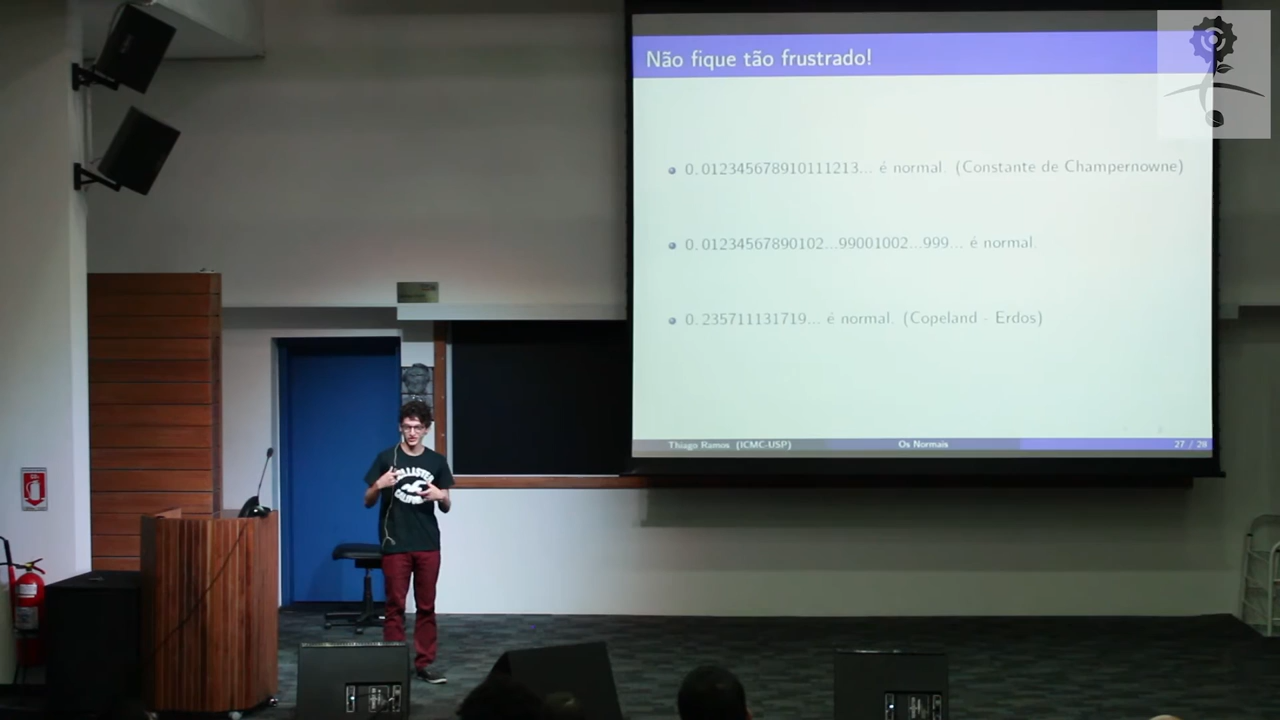 Não fique tão frustrado!
0.012345678910111213... é normal. (Constante de Champernowne)
0.01234567890102...99001002...999... é normal.
0.235711131719... é normal. (Copeland - Erdos)
Thiago Ramos (ICMC-USP) Os Normais 27 / 28